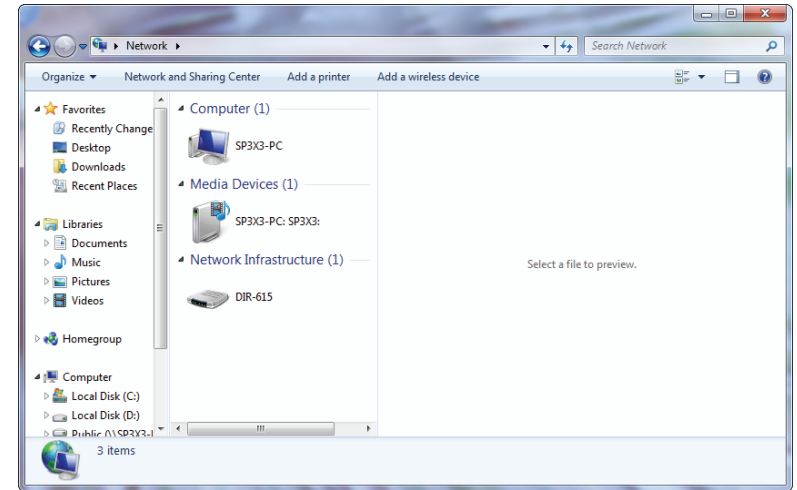 Network
Search Network
Organize
Network and Sharing Center
Add a printer
Add a wireless device
Favorites
Recently Change
Desktop
Downloads
Recent Places
Libraries
Documents
Music
Pictures
Videos
Homegroup
Computer
Local Disk (C:)
Local Disk (D:)
Public (\\SP3X3-
Computer (1)
SP3X3-PC
Media Devices (1)
SP3X3-PC: SP3X3:
Network Infrastructure (1)
DIR-615
Select a file to preview.
3 items